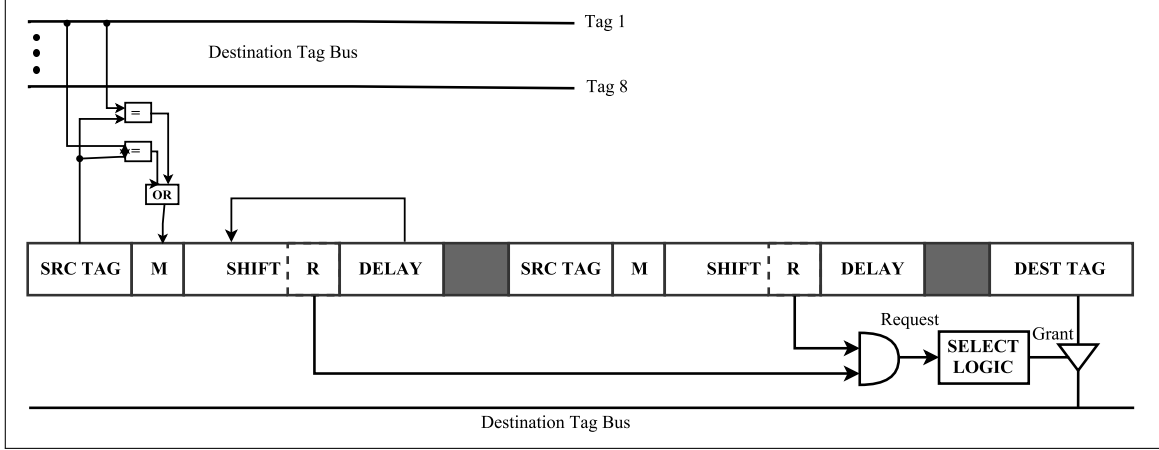 Tag 1
Destination Tag Bus
Tag 8
=
=
OR
SRC TAG M SHIFT R DELAY SRC TAG M SHIFT R DELAY DEST TAG
Request
Grant
SELECT
LOGIC
Destination Tag Bus